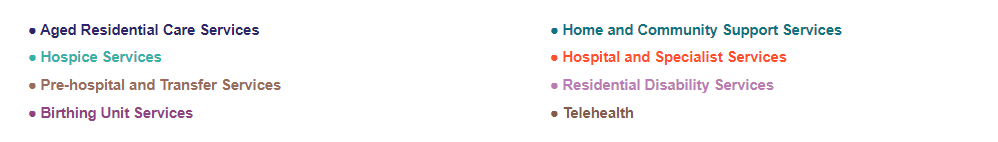 ● Aged Residential Care Services
● Hospice Services
● Pre-hospital and Transfer Services
● Birthing Unit Services
● Home and Community Support Services
● Hospital and Specialist Services
● Residential Disability Services
● Telehealth